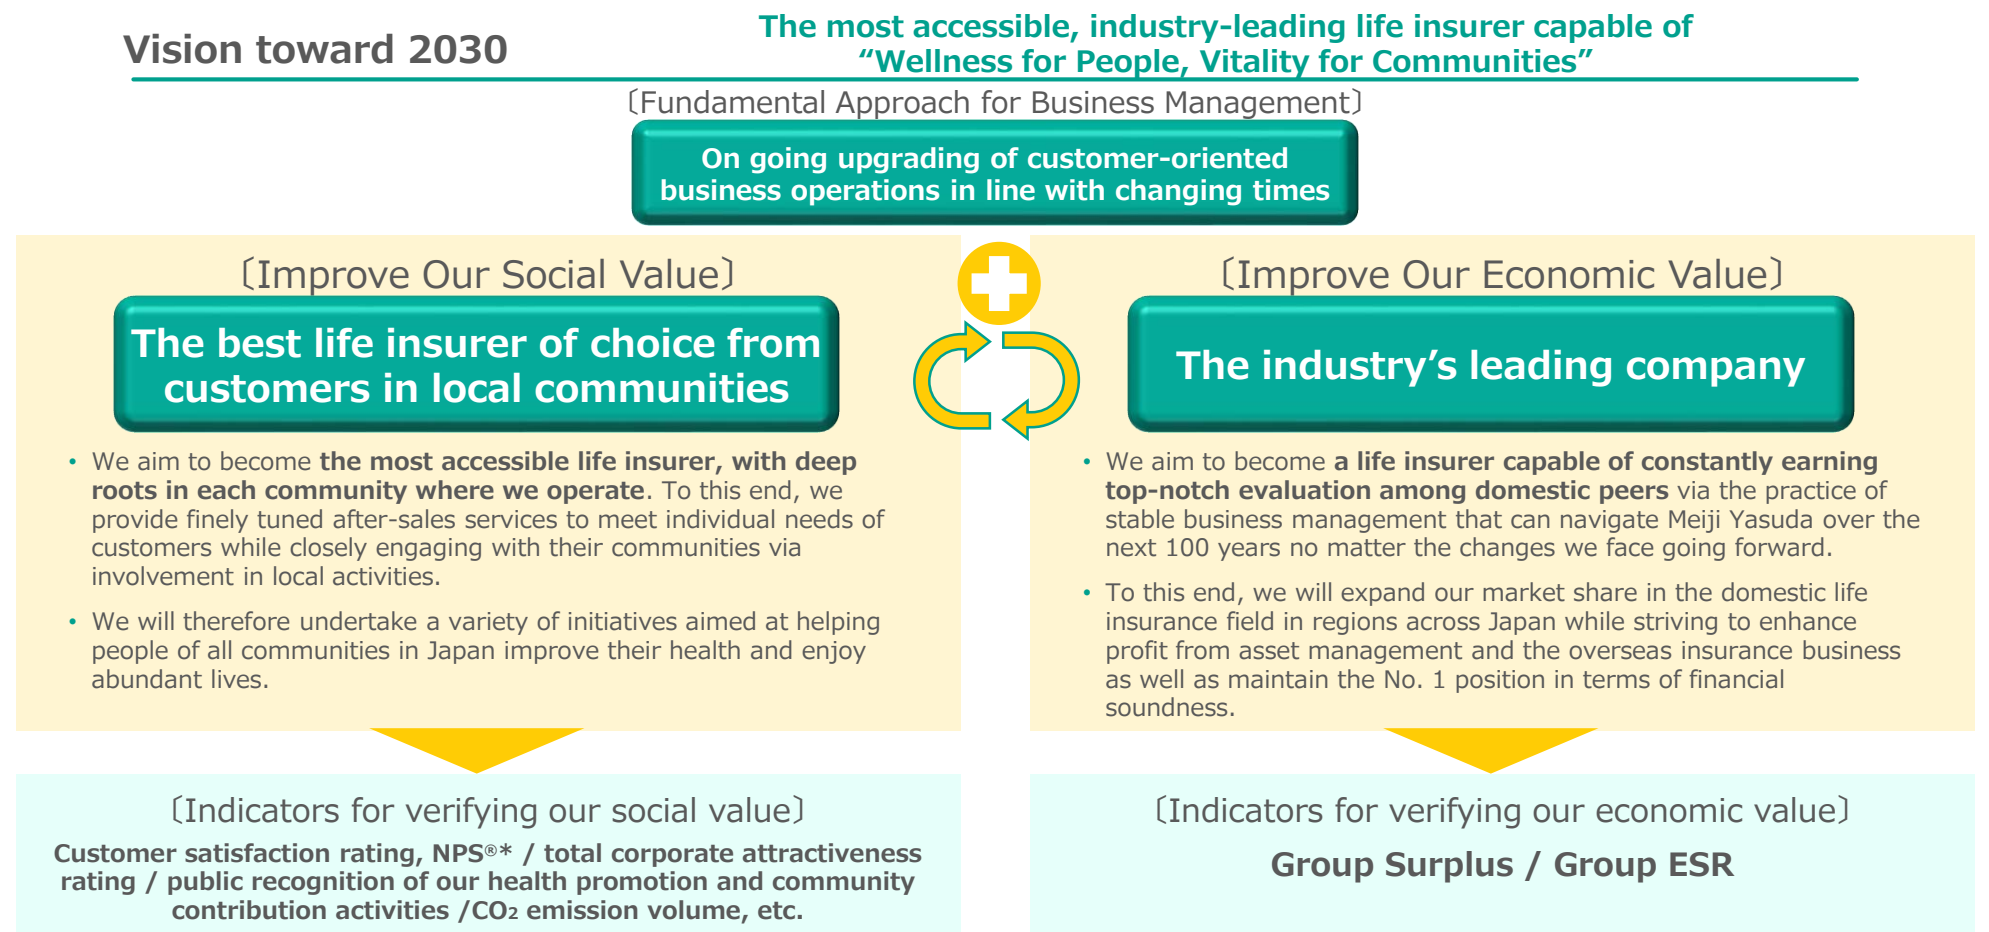 Vision toward 2030
The most accessible, industry-leading life insurer capable of
“Wellness for People, Vitality for Communities”
〔Fundamental Approach for Business Management〕
On going upgrading of customer-oriented
business operations in line with changing times
〔Improve Our Social Value〕
The best life insurer of choice from
customers in local communities
• We aim to become the most accessible life insurer, with deep
roots in each community where we operate. To this end, we
provide finely tuned after-sales services to meet individual needs of
customers while closely engaging with their communities via
involvement in local activities.
• We will therefore undertake a variety of initiatives aimed at helping
people of all communities in Japan improve their health and enjoy
abundant lives.
〔Indicators for verifying our social value〕
Customer satisfaction rating, NPS®* / total corporate attractiveness
rating / public recognition of our health promotion and community
contribution activities /CO₂ emission volume, etc.
〔Improve Our Economic Value〕
The industry’s leading company
• We aim to become a life insurer capable of constantly earning
top-notch evaluation among domestic peers via the practice of
stable business management that can navigate Meiji Yasuda over the
next 100 years no matter the changes we face going forward.
• To this end, we will expand our market share in the domestic life
insurance field in regions across Japan while striving to enhance
profit from asset management and the overseas insurance business
as well as maintain the No. 1 position in terms of financial
soundness.
〔Indicators for verifying our economic value〕
Group Surplus / Group ESR